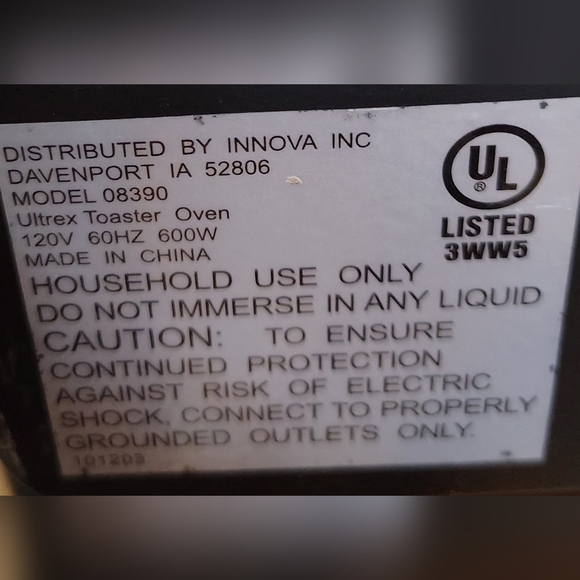 DISTRIBUTED BY INNOVA INC
DAVENPORT IA 52806
MODEL 08390
Ultrex Toaster Oven
120V 60HZ 600W
MADE IN CHINA
HOUSEHOLD USE ONLY
DO NOT IMMERSE IN ANY LIQUID
CAUTION: TO ENSURE
CONTINUED PROTECTION
AGAINST RISK OF ELECTRIC
SHOCK, CONNECT TO PROPERLY
GROUNDED OUTLETS ONLY.
101203
UL ®
LISTED
3WW5